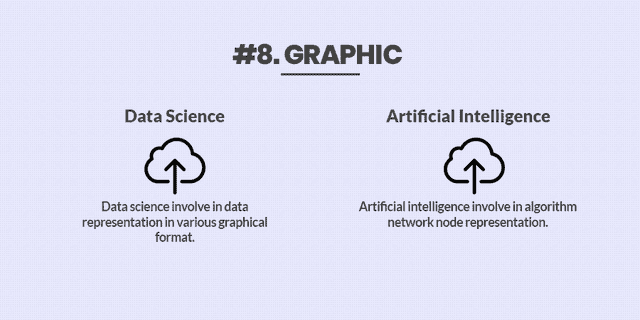 #8. GRAPHIC
Data Science
Data science involve in data
representation in various graphical
format.
Artificial Intelligence
Artificial intelligence involve in algorithm
network node representation.